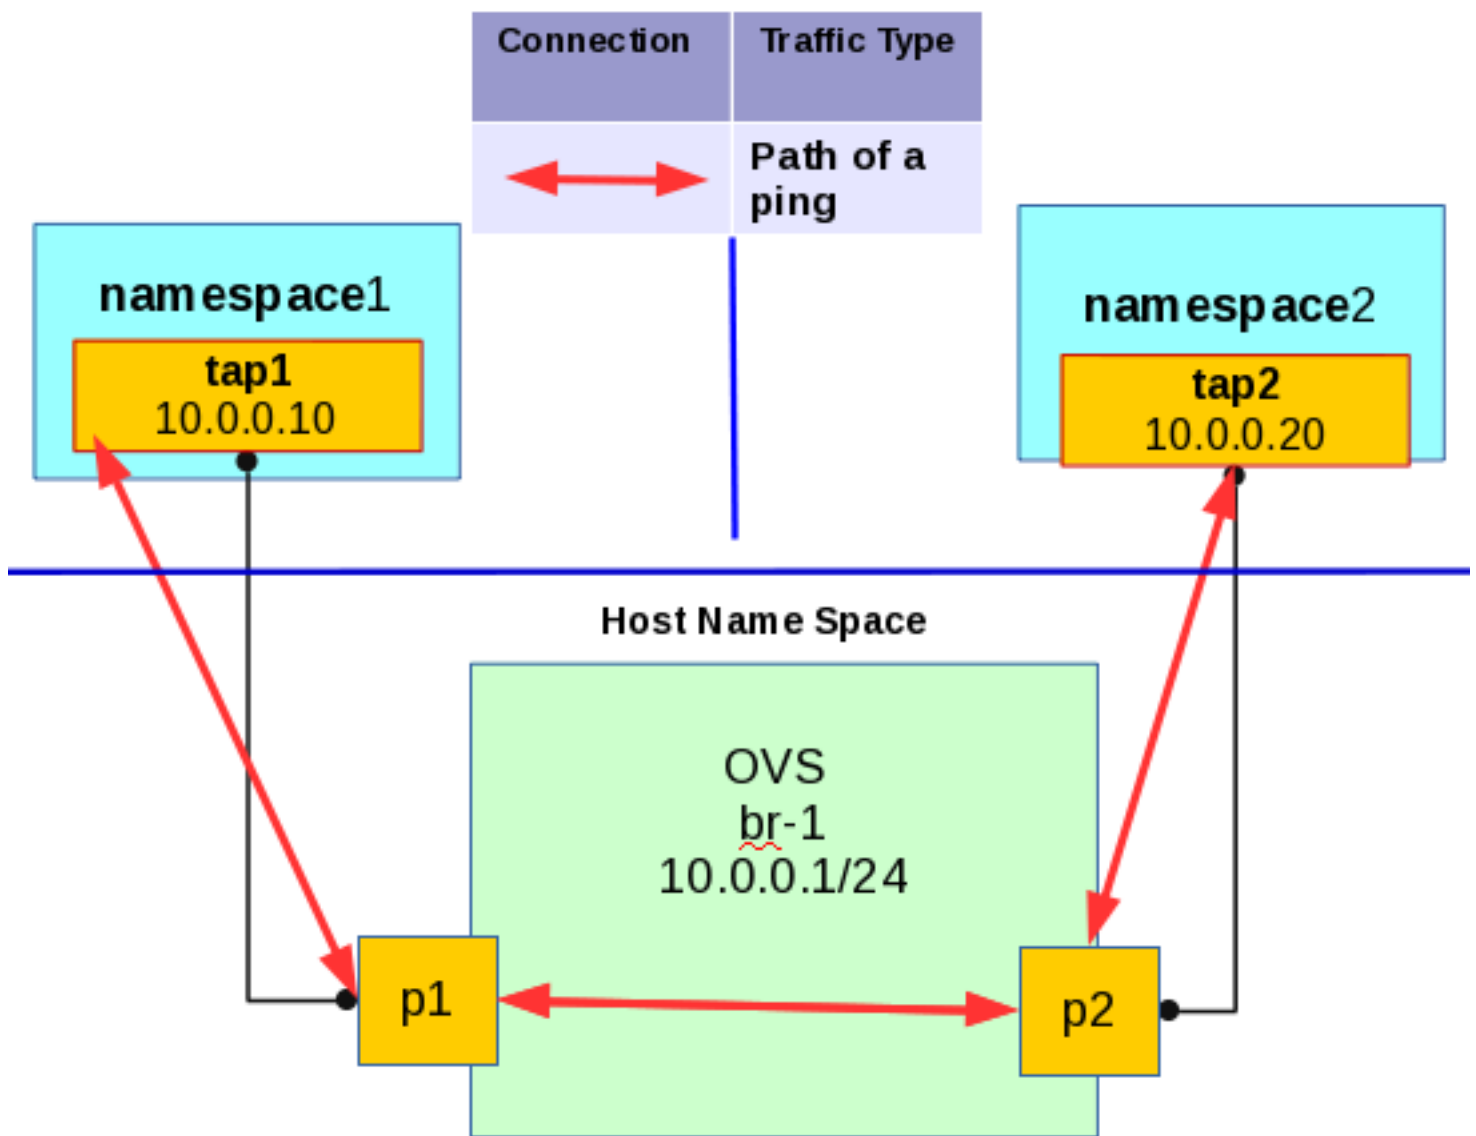 Connection
Traffic Type
Path of a
ping
namespace1
tap1
10.0.0.10
namespace2
tap2
10.0.0.20
Host Name Space
OVS
br-1
10.0.0.1/24
p1
p2